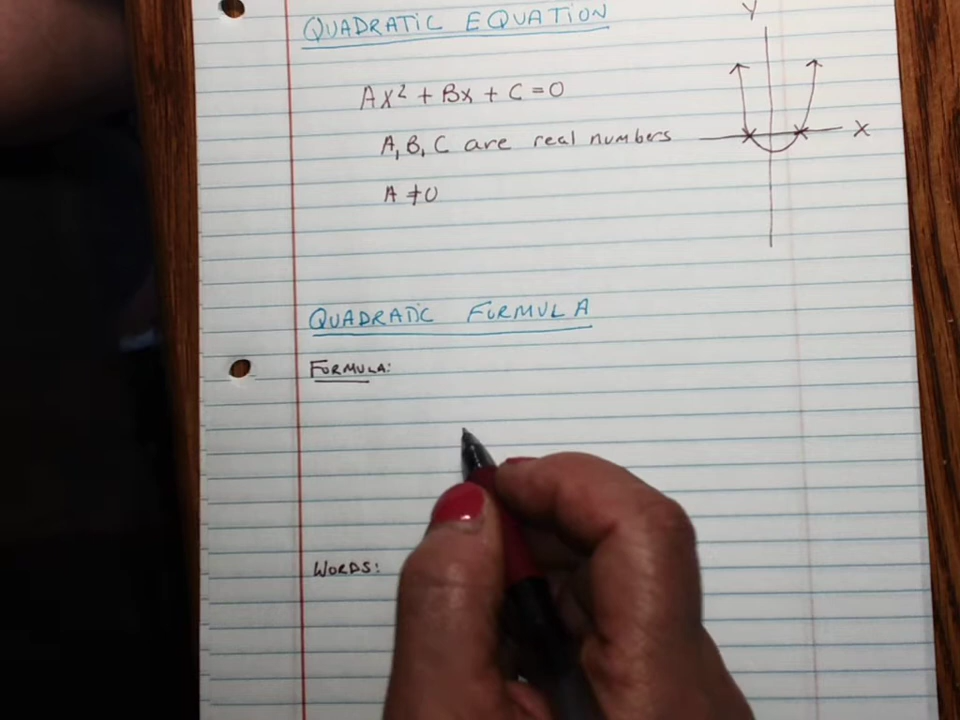 QUADRATIC EQUATION
Y
Ax² + Bx + C = 0
X
A, B, C are real numbers
A ≠ 0
QUADRATIC FORMULA
FORMULA:
WORDS: